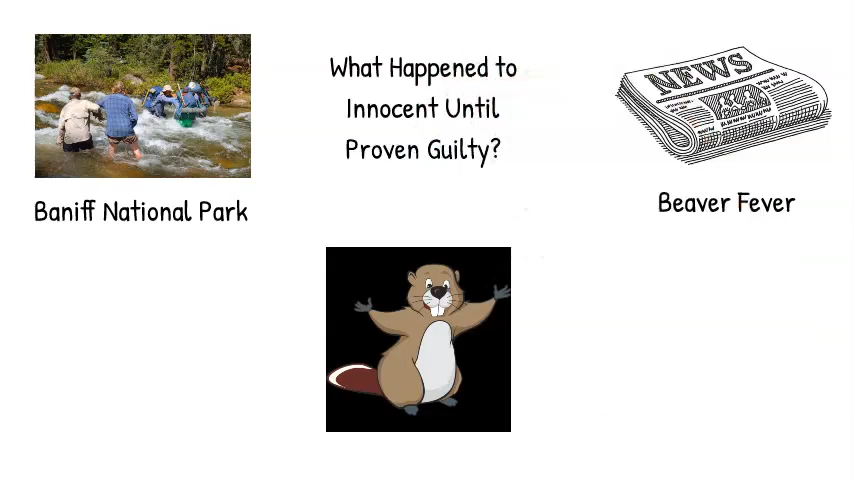 What Happened to
Innocent Until
Proven Guilty?
NEWS
Baniff National Park
Beaver Fever